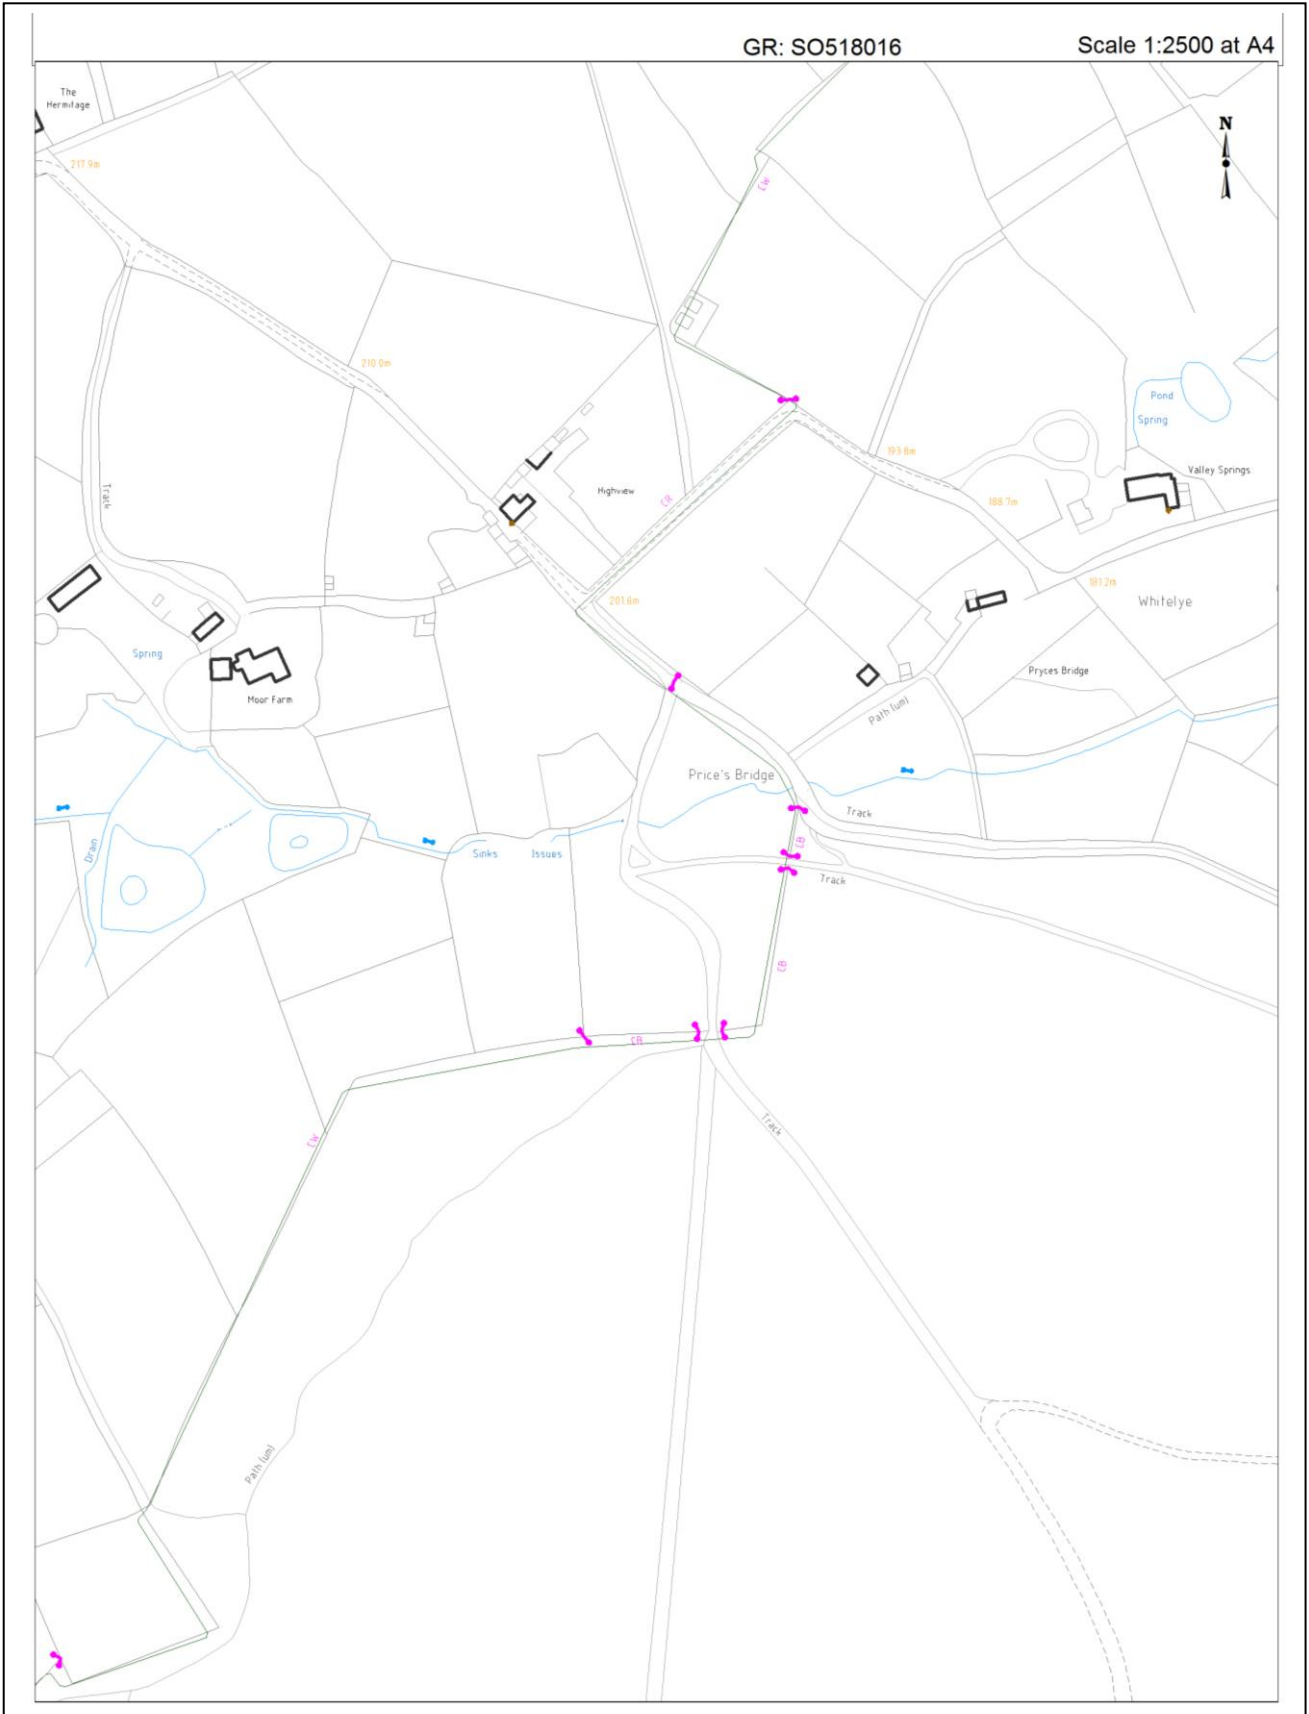 GR: SO518016
Scale 1:2500 at A4
The
Hermitage
N
217.9m
CW
210.0m
Pond
Spring
193.8m
Valley Springs
Track
Highview
CR
188.7m
181.2m
Whitelye
201.6m
Spring
Moor Farm
Pryces Bridge
Path (um)
Price's Bridge
Track
Drain
Sinks
Issues
CB
Track
CB
CB
Track
CW
Path (um)